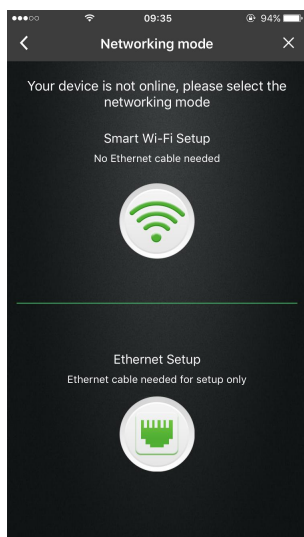 09:35
94%
Networking mode
Your device is not online, please select the
networking mode
Smart Wi-Fi Setup
No Ethernet cable needed
Ethernet Setup
Ethernet cable needed for setup only